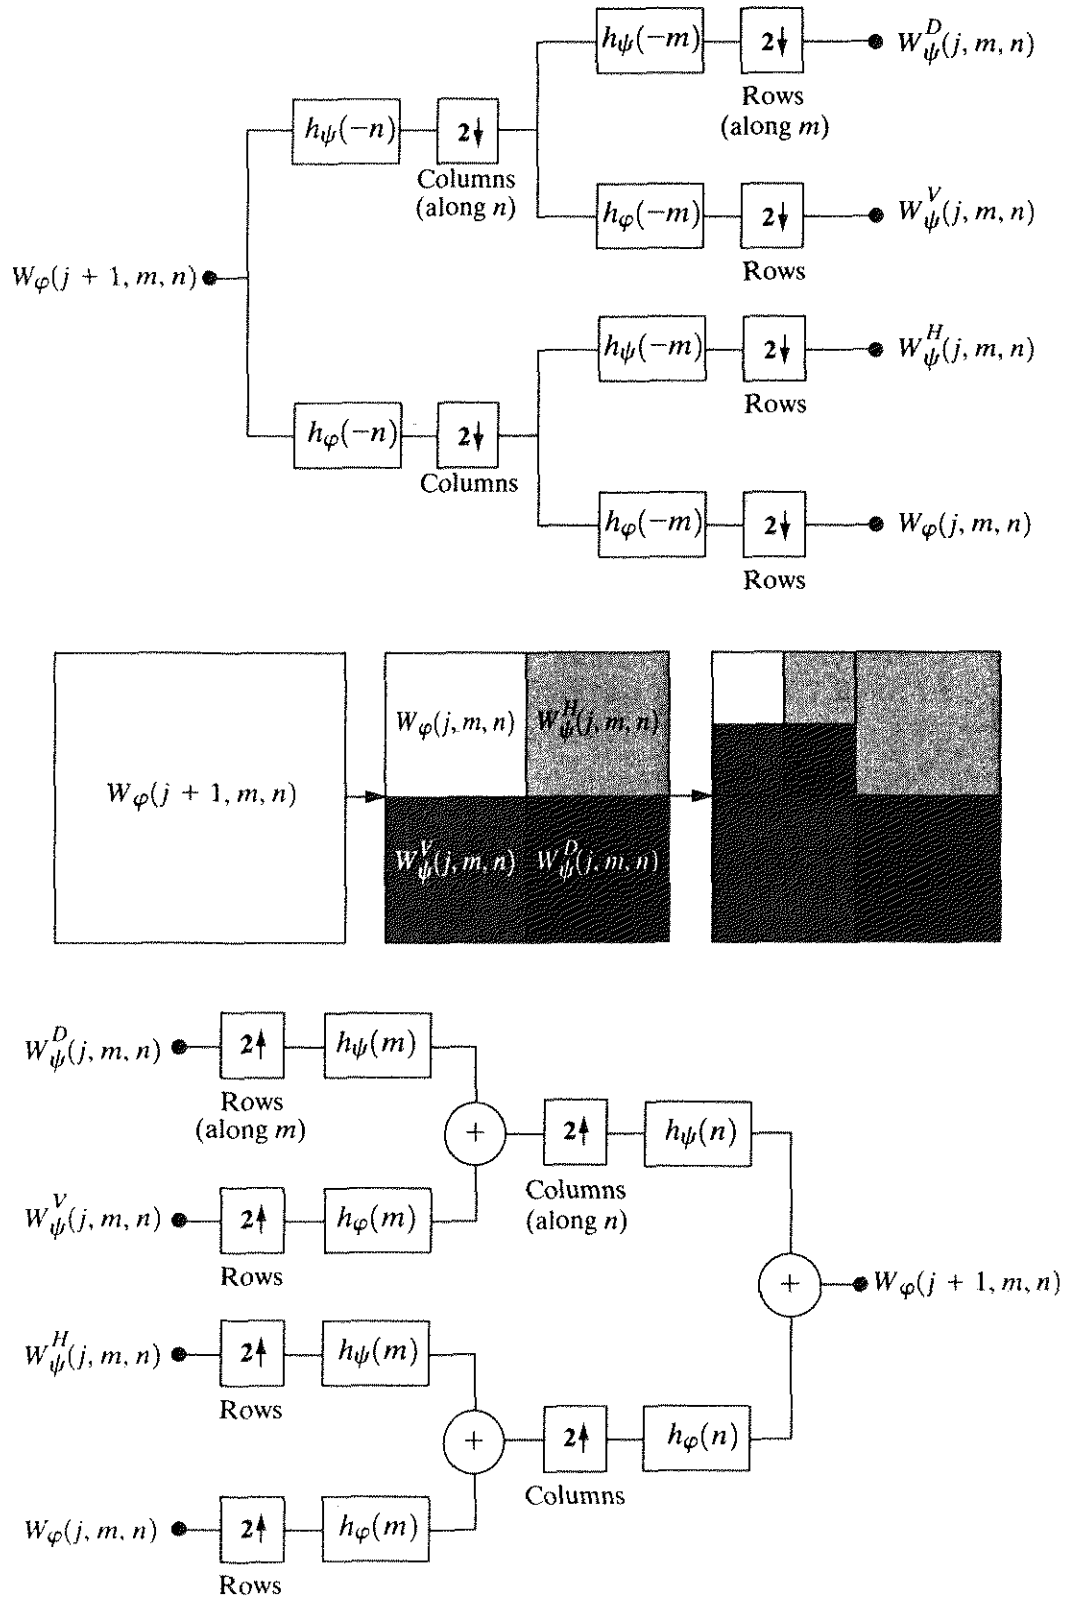 h_ψ(−m) 2↓ W_ψ^D(j, m, n)
Rows
(along m)
h_ψ(−n) 2↓
Columns
(along n)
h_φ(−m) 2↓ W_ψ^V(j, m, n)
Rows
W_φ(j + 1, m, n)
h_ψ(−m) 2↓ W_ψ^H(j, m, n)
Rows
h_φ(−n) 2↓
Columns
h_φ(−m) 2↓ W_φ(j, m, n)
Rows
W_φ(j + 1, m, n)
W_φ(j, m, n) W_ψ^H(j, m, n)
W_ψ^V(j, m, n) W_ψ^D(j, m, n)
W_ψ^D(j, m, n) 2↑ h_ψ(m)
Rows
(along m)
+ 2↑ h_ψ(n)
Columns
(along n)
W_ψ^V(j, m, n) 2↑ h_φ(m)
Rows
+ W_φ(j + 1, m, n)
W_ψ^H(j, m, n) 2↑ h_ψ(m)
Rows
+ 2↑ h_φ(n)
Columns
W_φ(j, m, n) 2↑ h_φ(m)
Rows